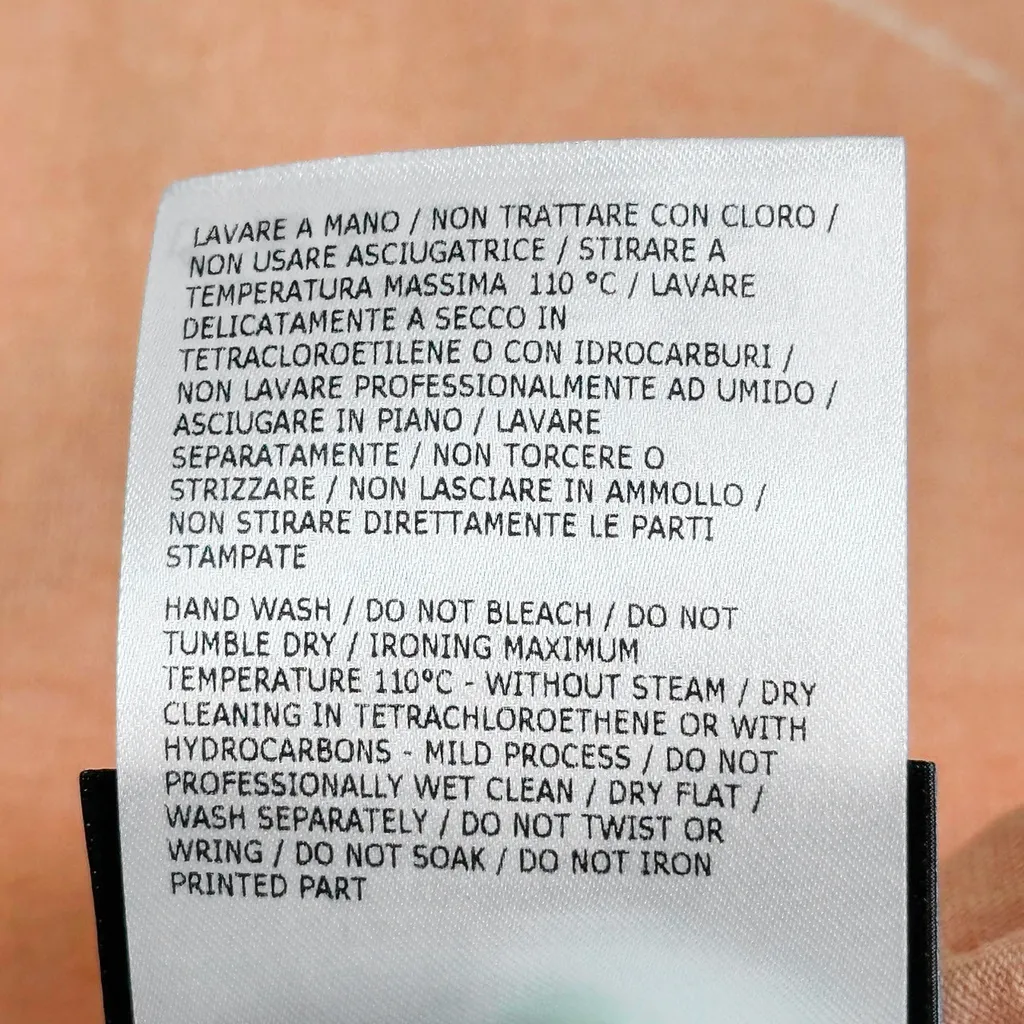 LAVARE A MANO / NON TRATTARE CON CLORO /
NON USARE ASCIUGATRICE / STIRARE A
TEMPERATURA MASSIMA 110 °C / LAVARE
DELICATAMENTE A SECCO IN
TETRACLOROETILENE O CON IDROCARBURI /
NON LAVARE PROFESSIONALMENTE AD UMIDO /
ASCIUGARE IN PIANO / LAVARE
SEPARATAMENTE / NON TORCERE O
STRIZZARE / NON LASCIARE IN AMMOLLO /
NON STIRARE DIRETTAMENTE LE PARTI
STAMPATE
HAND WASH / DO NOT BLEACH / DO NOT
TUMBLE DRY / IRONING MAXIMUM
TEMPERATURE 110°C - WITHOUT STEAM / DRY
CLEANING IN TETRACHLOROETHENE OR WITH
HYDROCARBONS - MILD PROCESS / DO NOT
PROFESSIONALLY WET CLEAN / DRY FLAT /
WASH SEPARATELY / DO NOT TWIST OR
WRING / DO NOT SOAK / DO NOT IRON
PRINTED PART